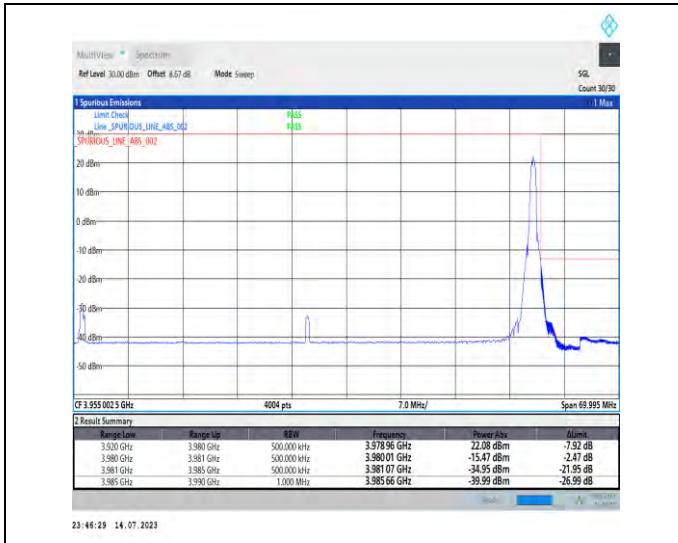 MultiView Spectrum
Ref Level 30.00 dBm Offset 8.67 dB Mode Sweep SGL
Count 30/30
1 Spurious Emissions 1 Max
Limit Check PASS
Line _SPURIOUS_LINE_ABS_002 PASS
30 dBm
_SPURIOUS_LINE_ABS_002
20 dBm
10 dBm
0 dBm
-10 dBm
-20 dBm
-30 dBm
-40 dBm
-50 dBm
CF 3.955 002 5 GHz 4004 pts 7.0 MHz/ Span 69.995 MHz
2 Result Summary
Range Low Range Up RBW Frequency Power Abs ΔLimit
3.920 GHz 3.980 GHz 500.000 kHz 3.978 96 GHz 22.08 dBm -7.92 dB
3.980 GHz 3.981 GHz 500.000 kHz 3.980 01 GHz -15.47 dBm -2.47 dB
3.981 GHz 3.985 GHz 500.000 kHz 3.981 07 GHz -34.95 dBm -21.95 dB
3.985 GHz 3.990 GHz 1.000 MHz 3.985 66 GHz -39.99 dBm -26.99 dB
23:46:29 14.07.2023